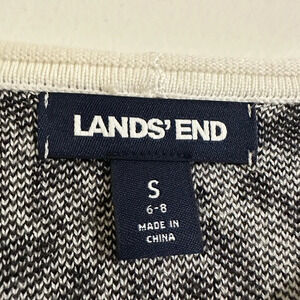 LANDS' END
S
6-8
MADE IN
CHINA